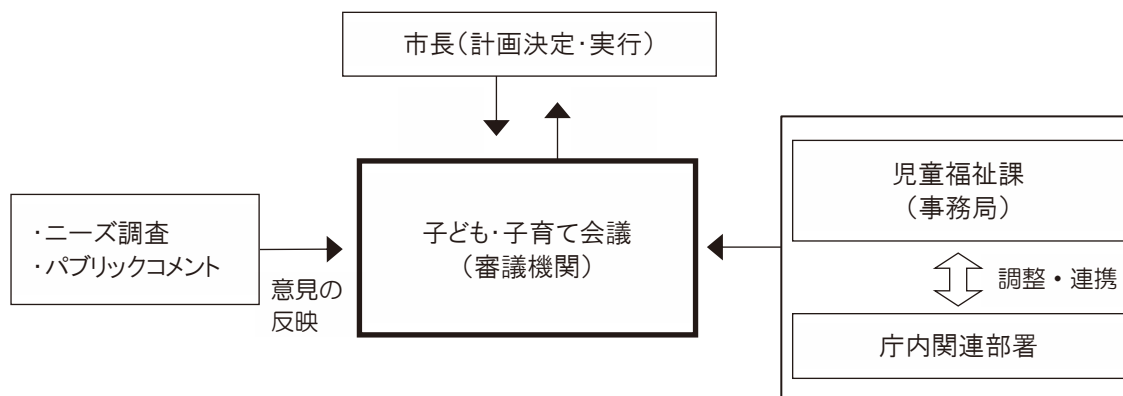 市長（計画決定・実行）
・ニーズ調査
・パブリックコメント
意見の
反映
子ども・子育て会議
（審議機関）
児童福祉課
（事務局）
調整・連携
庁内関連部署